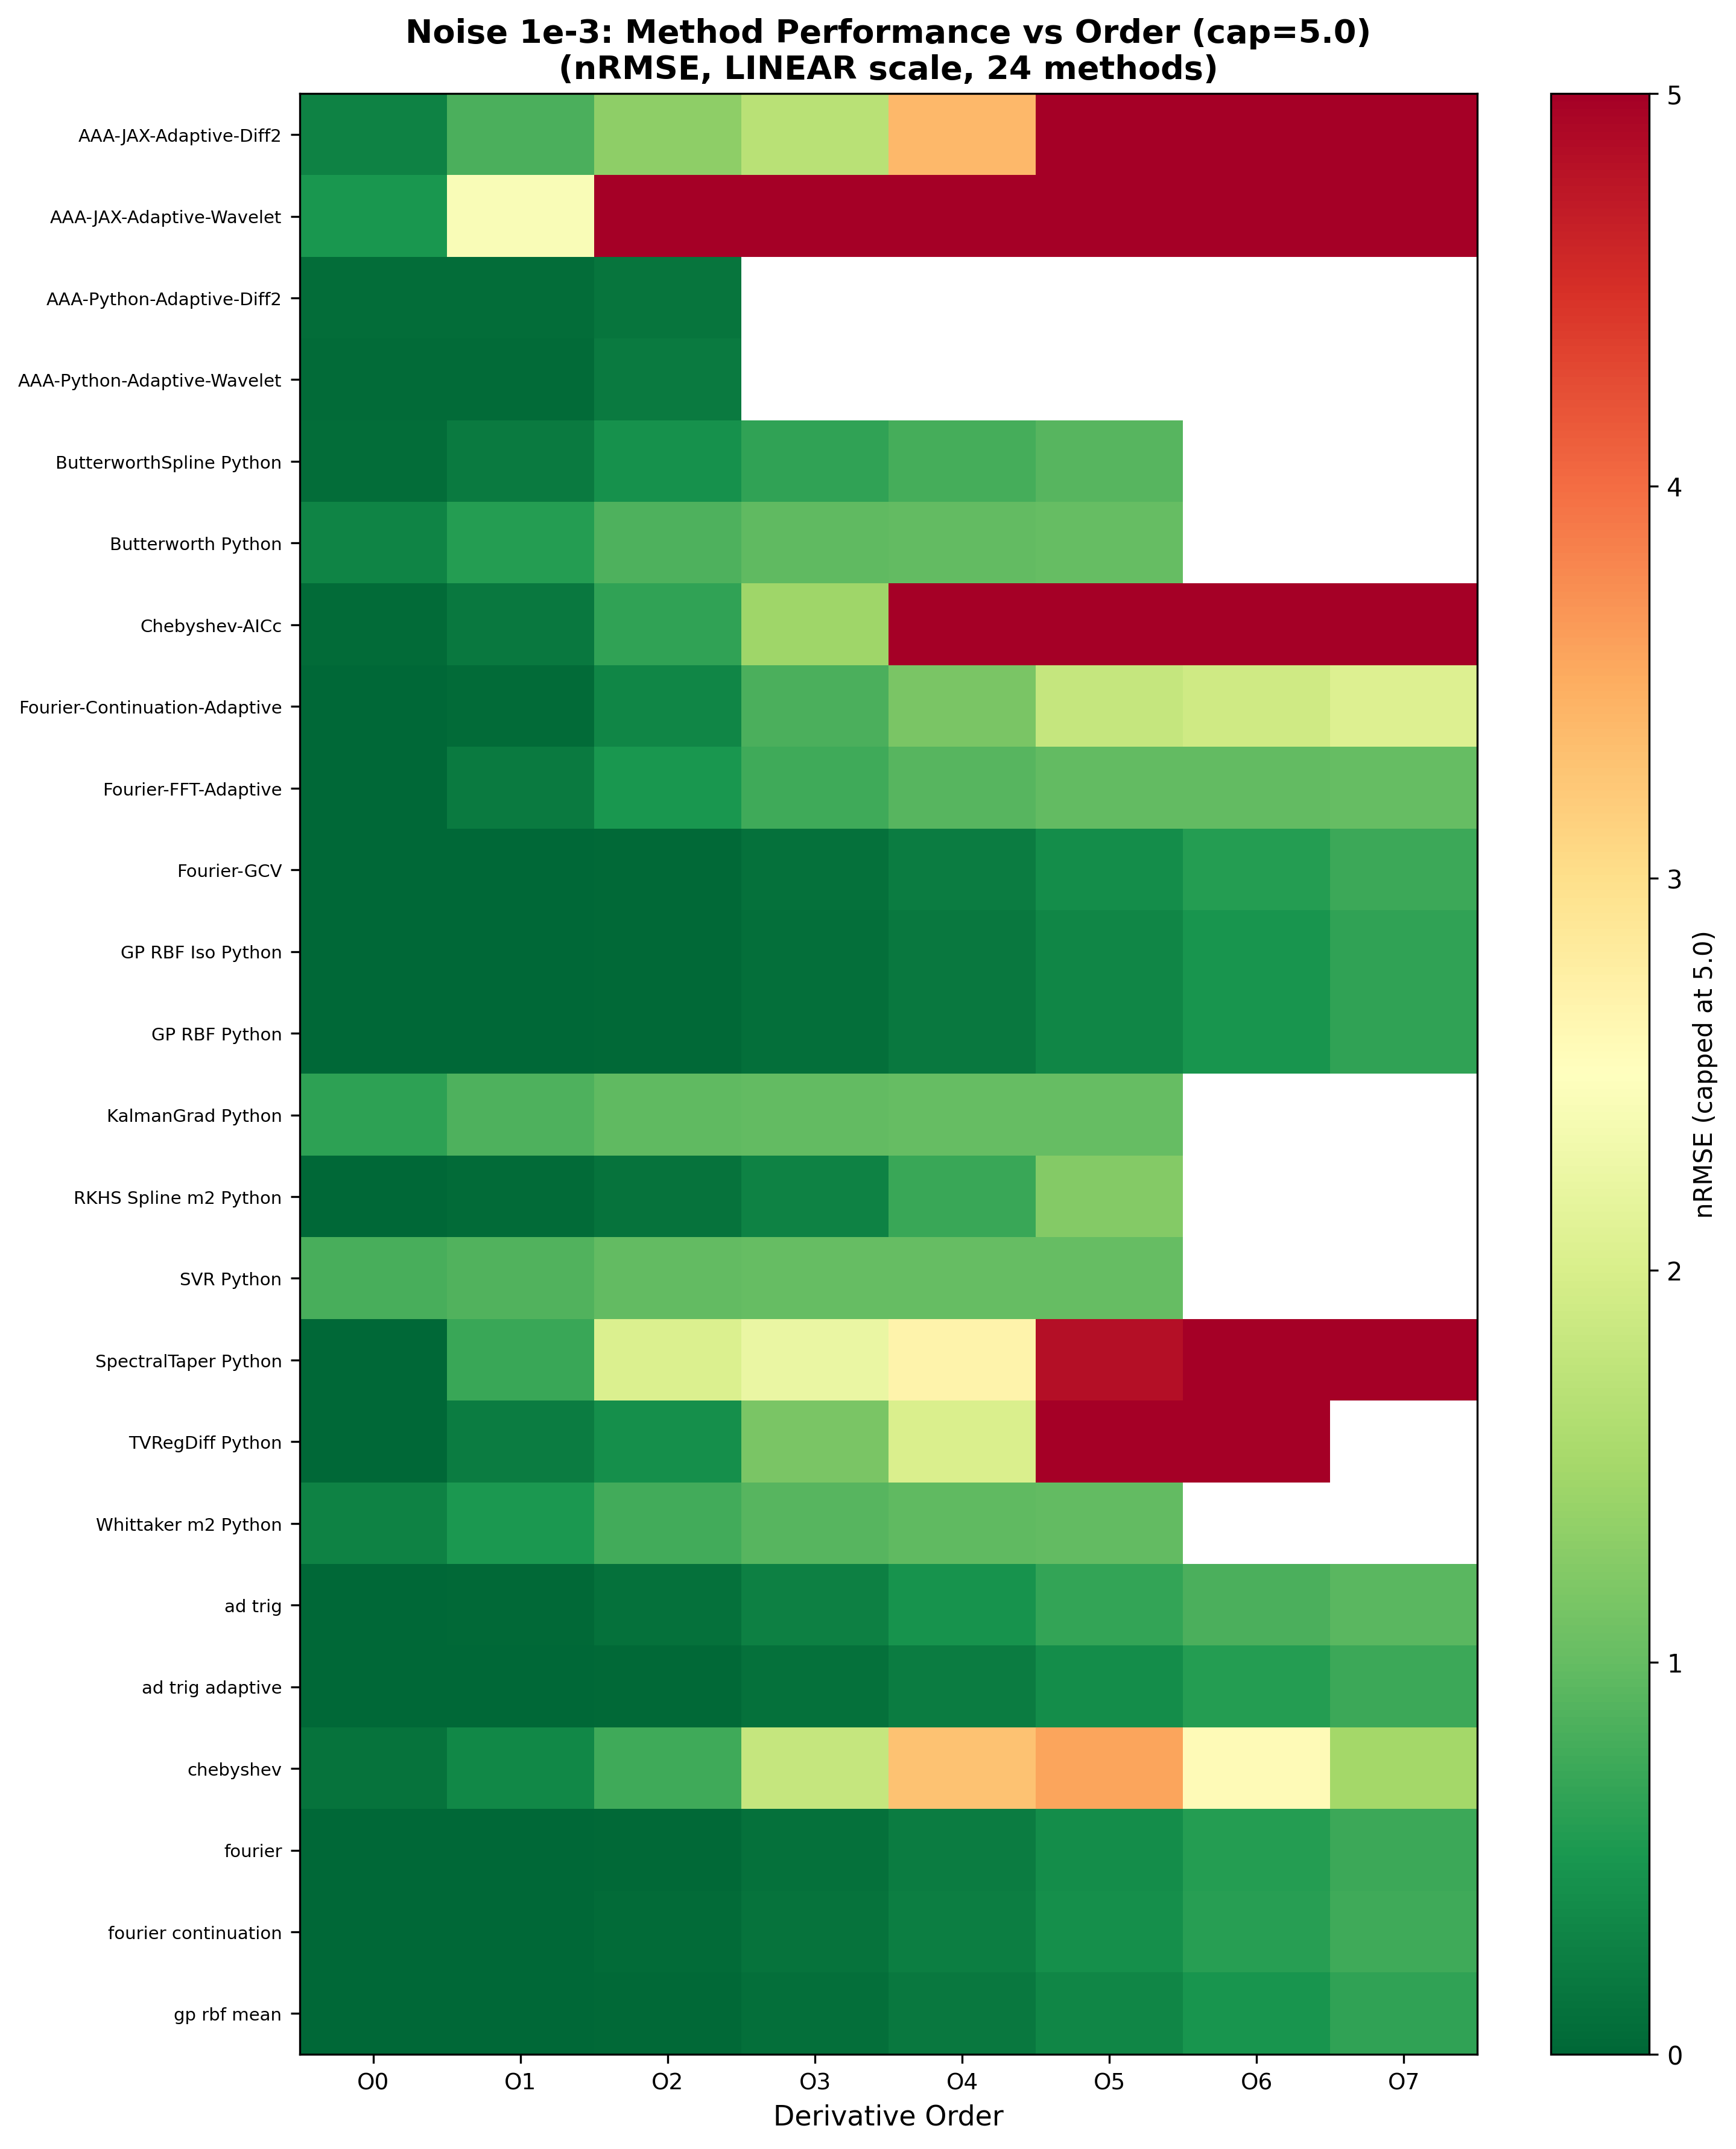 Noise 1e-3: Method Performance vs Order (cap=5.0)
(nRMSE, LINEAR scale, 24 methods)
AAA-JAX-Adaptive-Diff2
AAA-JAX-Adaptive-Wavelet
AAA-Python-Adaptive-Diff2
AAA-Python-Adaptive-Wavelet
ButterworthSpline Python
Butterworth Python
Chebyshev-AICc
Fourier-Continuation-Adaptive
Fourier-FFT-Adaptive
Fourier-GCV
GP RBF Iso Python
GP RBF Python
KalmanGrad Python
RKHS Spline m2 Python
SVR Python
SpectralTaper Python
TVRegDiff Python
Whittaker m2 Python
ad trig
ad trig adaptive
chebyshev
fourier
fourier continuation
gp rbf mean
O0 O1 O2 O3 O4 O5 O6 O7
Derivative Order
5
4
3
2
1
0
nRMSE (capped at 5.0)